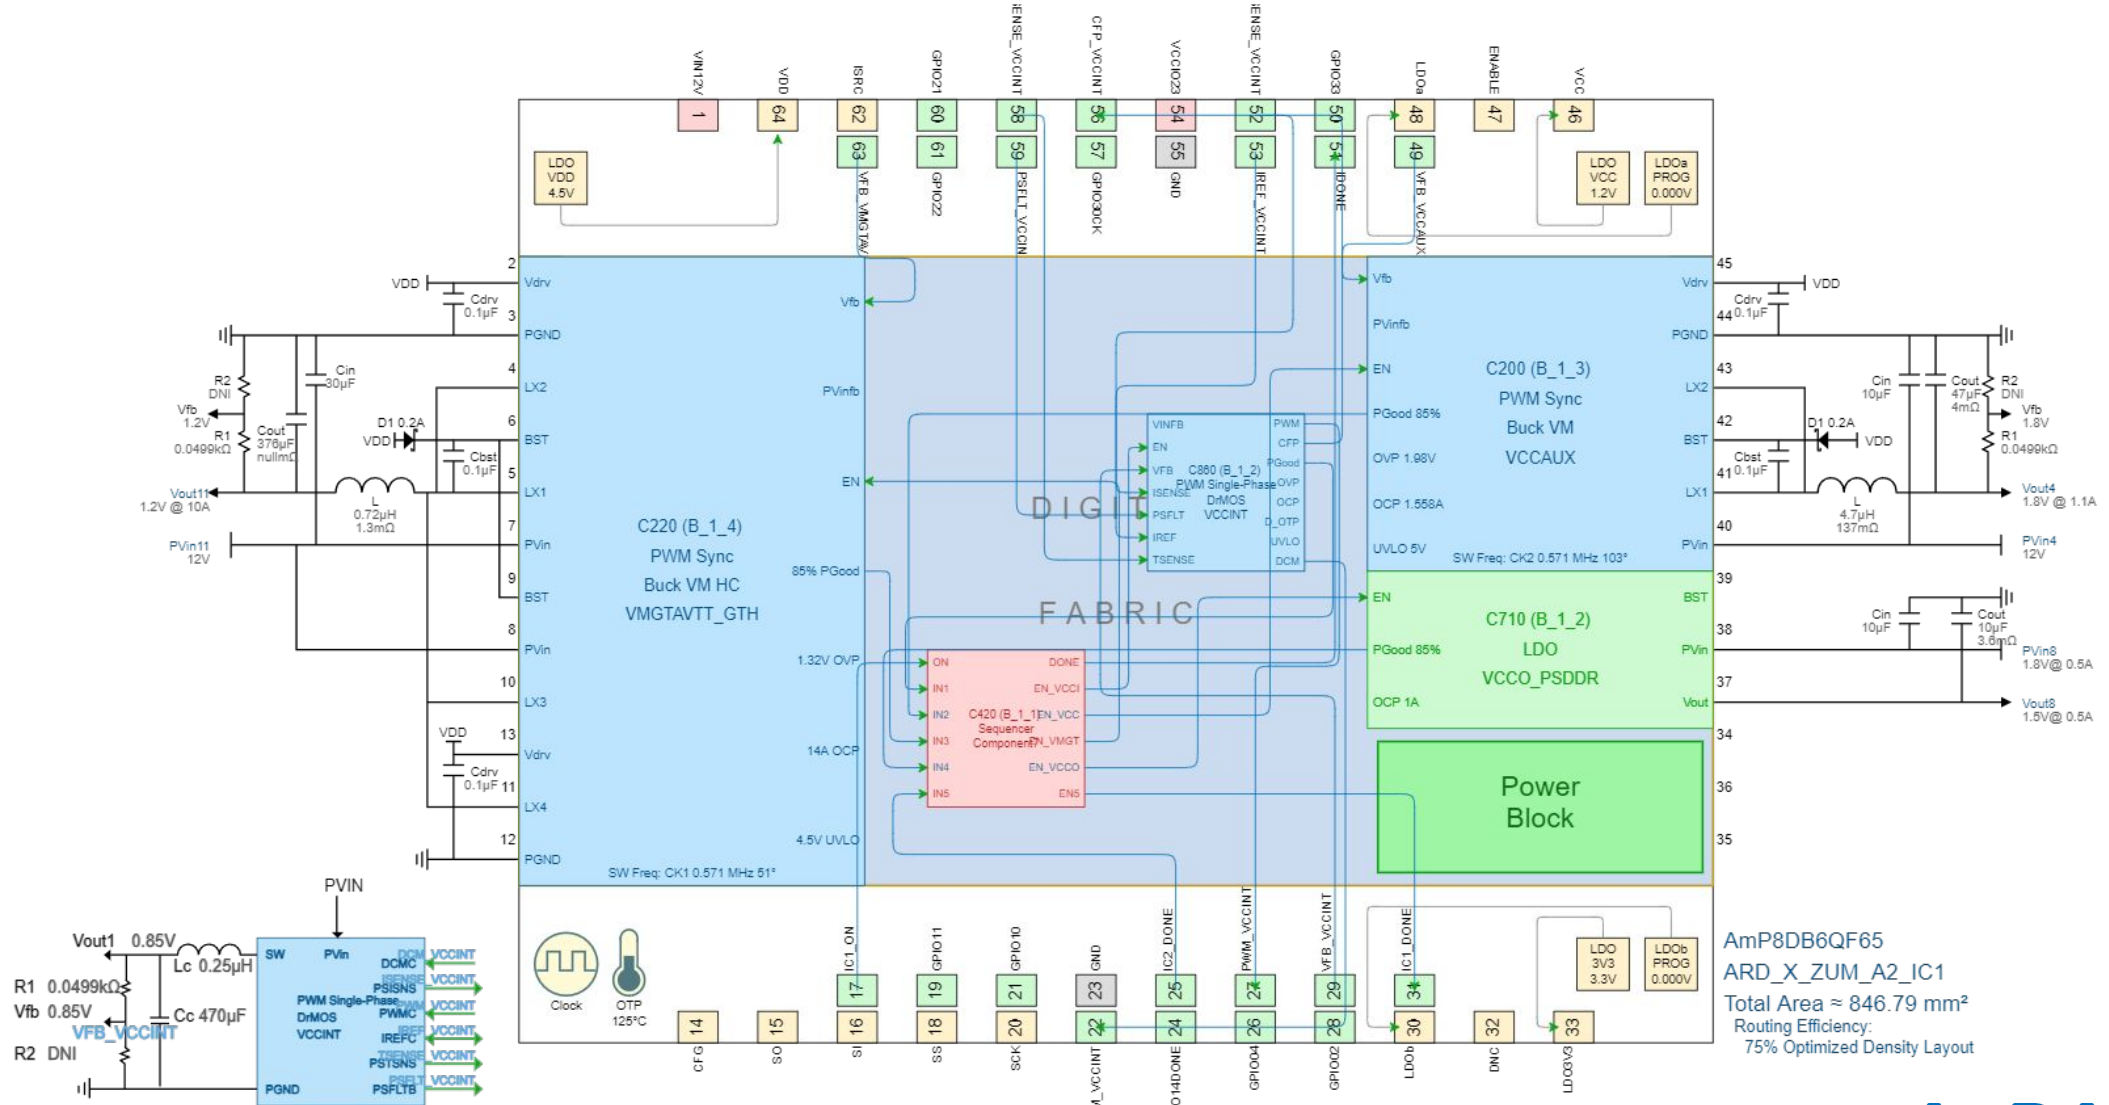 ENSE_VCCINT
CFP_VCCINT
ENSE_VCCINT
VIN12V
VDD
ISRC
GPIO21
VCCIO23
GPIO33
LDOa
ENABLE
VCC
1
64
62
60
58
56
54
52
50
48
47
46
63
61
59
57
55
53
51
49
VFB_VMGTAV
GPIO22
PSFLT_VCCIN
GPIO30CK
GND
IREF_VCCINT
IDONE
VFB_VCCAUX
LDO
VDD
4.5V
LDO
VCC
1.2V
LDOa
PROG
0.000V
2
3
4
6
5
7
9
8
10
13
11
12
VDD
Cdrv
0.1µF
R2
DNI
Cin
30µF
Vfb
1.2V
R1
0.0499kΩ
Cout
376µF
nullmΩ
D1 0.2A
VDD
Cbst
0.1µF
Vout11
1.2V @ 10A
L
0.72µH
1.3mΩ
PVin11
12V
VDD
Cdrv
0.1µF
Vdrv
PGND
LX2
BST
LX1
PVin
BST
PVin
LX3
Vdrv
LX4
PGND
Vfb
PVinfb
EN
85% PGood
1.32V OVP
14A OCP
4.5V UVLO
C220 (B_1_4)
PWM Sync
Buck VM HC
VMGTAVTT_GTH
SW Freq: CK1 0.571 MHz 51°
DIGIT
FABRIC
VINFB
EN
VFB
ISENSE
PSFLT
IREF
TSENSE
C860 (B_1_2)
PWM Single-Phase
DrMOS
VCCINT
PWM
CFP
PGood
OVP
OCP
D_OTP
UVLO
DCM
ON
IN1
IN2
IN3
IN4
IN5
C420 (B_1_1)
Sequencer
Component7
DONE
EN_VCCI
EN_VCC
EN_VMGT
EN_VCCO
EN5
Vfb
PVinfb
EN
PGood 85%
OVP 1.98V
OCP 1.558A
UVLO 5V
C200 (B_1_3)
PWM Sync
Buck VM
VCCAUX
SW Freq: CK2 0.571 MHz 103°
Vdrv
PGND
LX2
BST
LX1
PVin
EN
PGood 85%
OCP 1A
C710 (B_1_2)
LDO
VCCO_PSDDR
BST
PVin
Vout
Power
Block
45
44
43
42
41
40
39
38
37
34
36
35
VDD
Cdrv
0.1µF
Cin
10µF
Cout
47µF
4mΩ
R2
DNI
Vfb
1.8V
R1
0.0499kΩ
D1 0.2A
VDD
Cbst
0.1µF
Vout4
1.8V @ 1.1A
L
4.7µH
137mΩ
PVin4
12V
Cin
10µF
Cout
10µF
3.6mΩ
PVin8
1.8V@ 0.5A
Vout8
1.5V@ 0.5A
Clock
OTP
125°C
IC1_ON
GPIO11
GPIO10
GND
IC2_DONE
PWM_VCCINT
VFB_VCCINT
IC1_DONE
17
19
21
23
25
27
29
31
14
15
16
18
20
22
24
26
28
30
32
33
CFG
SO
SI
SS
SCK
M_VCCINT
O14DONE
GPIO04
GPIO02
LDOb
DNC
LDO3V3
LDO
3V3
3.3V
LDOb
PROG
0.000V
PVIN
Vout1 0.85V
Lc 0.25µH
R1 0.0499kΩ
Vfb 0.85V
VFB_VCCINT
Cc 470µF
R2 DNI
SW
PVin
PWM Single-Phase
DrMOS
VCCINT
PGND
DCMC
PSISNS
PWMC
IREFC
PSTSNS
PSFLTB
DCM_VCCINT
ISENSE_VCCINT
PWM_VCCINT
IREF_VCCINT
TSENSE_VCCINT
PSFLT_VCCINT
AmP8DB6QF65
ARD_X_ZUM_A2_IC1
Total Area ≈ 846.79 mm²
Routing Efficiency:
75% Optimized Density Layout